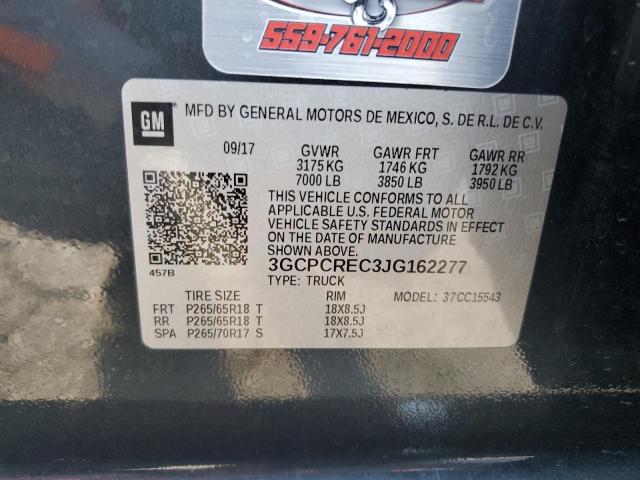 559-761-2000
GM
MFD BY GENERAL MOTORS DE MEXICO, S. DE R.L. DE C.V.
09/17 GVWR GAWR FRT GAWR RR
3175 KG 1746 KG 1792 KG
7000 LB 3850 LB 3950 LB
THIS VEHICLE CONFORMS TO ALL
APPLICABLE U.S. FEDERAL MOTOR
VEHICLE SAFETY STANDARDS IN EFFECT
ON THE DATE OF MANUFACTURE
SHOWN ABOVE.
457B 3GCPCREC3JG162277
TYPE: TRUCK
TIRE SIZE RIM MODEL: 37CC15543
FRT P265/65R18 T 18X8.5J
RR P265/65R18 T 18X8.5J
SPA P265/70R17 S 17X7.5J